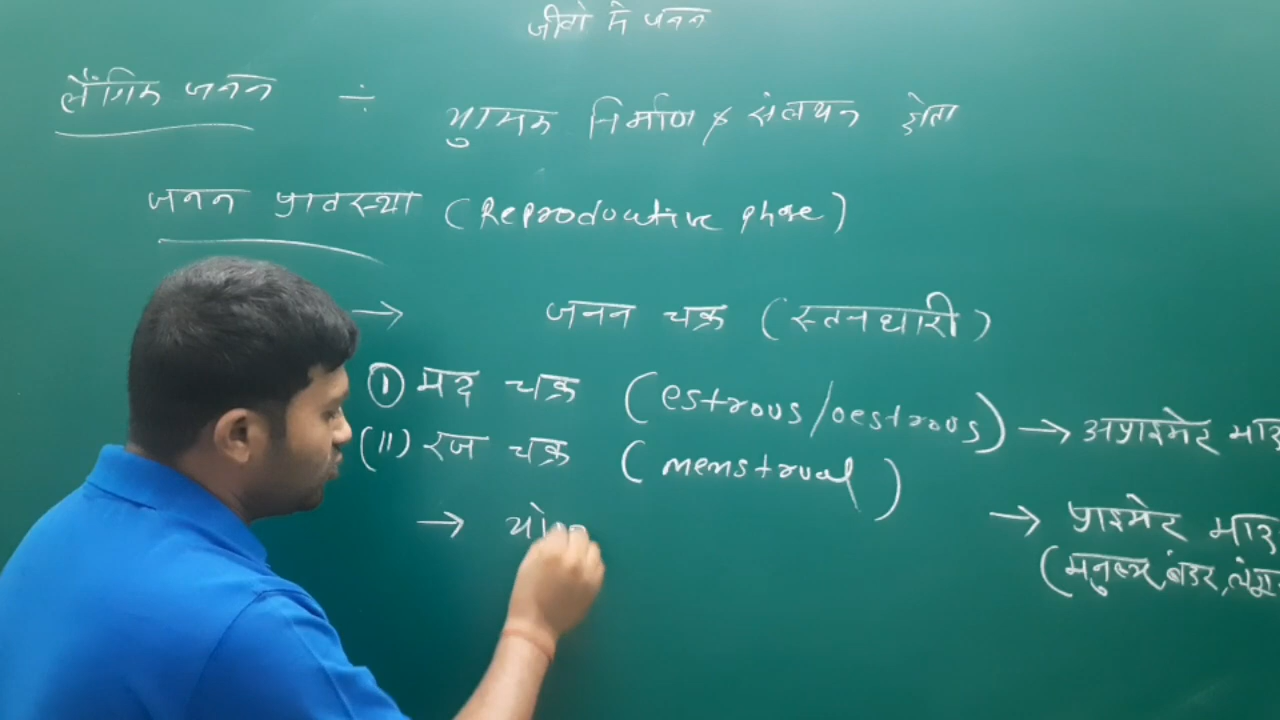 जीवो मे जनन
लैंगिक जनन ÷ युग्मक निर्माण & संलयन होता
जनन प्रावस्था (Reproductive phase)
→ जनन चक्र (स्तनधारी)
(I) मद चक्र (estrous/oestrous) → अप्राइमेट
(II) रज चक्र (menstrual)
→ प्राइमेट
→ (मनुष्य, बंदर,